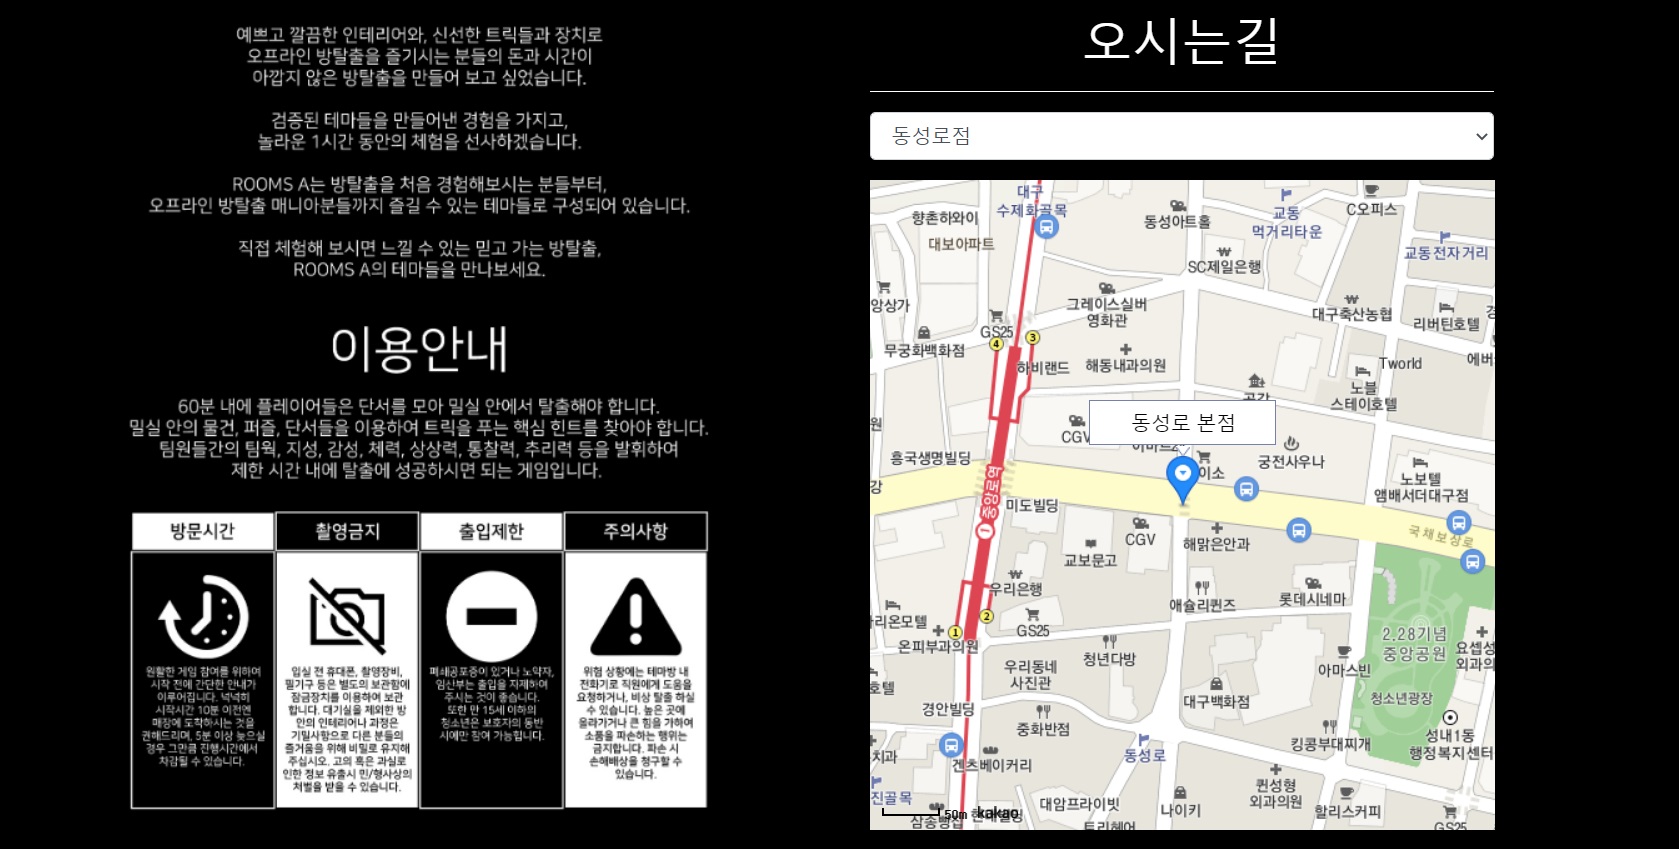 예쁘고 깔끔한 인테리어와, 신선한 트릭들과 장치로
오프라인 방탈출을 즐기시는 분들의 돈과 시간이
아깝지 않은 방탈출을 만들어 보고 싶었습니다.
검증된 테마들을 만들어낸 경험을 가지고,
놀라운 1시간 동안의 체험을 선사하겠습니다.
ROOMS A는 방탈출을 처음 경험해보시는 분들부터,
오프라인 방탈출 매니아분들까지 즐길 수 있는 테마들로 구성되어 있습니다.
직접 체험해 보시면 느낄 수 있는 믿고 가는 방탈출,
ROOMS A의 테마들을 만나보세요.
이용안내
60분 내에 플레이어들은 단서를 모아 밀실 안에서 탈출해야 합니다.
밀실 안의 물건, 퍼즐, 단서들을 이용하여 트릭을 푸는 핵심 힌트를 찾아야 합니다.
팀원들간의 팀웍, 지성, 감성, 체력, 상상력, 통찰력, 추리력 등을 발휘하여
제한 시간 내에 탈출에 성공하시면 되는 게임입니다.
방문시간
원활한 게임 참여를 위하여
시작 전에 간단한 안내가
이루어집니다. 넉넉히
시작시간 10분 이전엔
매장에 도착하시는 것을
권해드리며, 5분 이상 늦으실
경우 그만큼 진행시간에서
차감될 수 있습니다.
촬영금지
입실 전 휴대폰, 촬영장비,
필기구 등은 별도의 보관함에
잠금장치를 이용하여 보관
합니다. 대기실을 제외한 방
안의 인테리어나 과정은
기밀사항으로 다른 분들의
즐거움을 위해 비밀로 유지해
주십시오. 고의 혹은 과실로
인한 정보 유출시 민/형사상의
처벌을 받을 수 있습니다.
출입제한
폐쇄공포증이 있거나 노약자,
임산부는 출입을 자제하여
주시는 것이 좋습니다.
또한 만 15세 이하의
청소년은 보호자의 동반
시에만 참여 가능합니다.
주의사항
위험 상황에는 테마방 내
전화기로 직원에게 도움을
요청하거나, 비상 탈출 하실
수 있습니다. 높은 곳에
올라가거나 큰 힘을 가하여
소품을 파손하는 행위는
금지합니다. 파손 시
손해배상을 청구할 수
있습니다.
오시는길
동성로점
대구
수제화골목
향촌하와이
대보아파트
동성아트홀
교동
먹거리타운
C오피스
교동전자거리
SC제일은행
앙상가
그레이스실버
영화관
대구축산농협
리버틴호텔
GS25
4
3
무궁화백화점
하비랜드
해동내과의원
Tworld
에버
노블
스테이호텔
원
CGV
동성로 본점
흥국생명빌딩
이소
궁전사우나
노보텔
앰배서더대구점
강
중앙로역
1
미도빌딩
국채보상로
CGV
해맑은안과
교보문고
우리은행
애슐리퀸즈
롯데시네마
리온모텔
2
1
GS25
온피부과의원
2.28기념
중앙공원
요셉성
외과의
청년다방
우리동네
사진관
아마스빈
호텔
대구백화점
청소년광장
경안빌딩
중화반점
성내1동
행정복지센터
킹콩부대찌개
동성로
치과
겐츠베이커리
퀸성형
외과의원
진골목
대암프라이빗
나이키
할리스커피
50m
kakao
삼송빵집
트리헤어
GS25